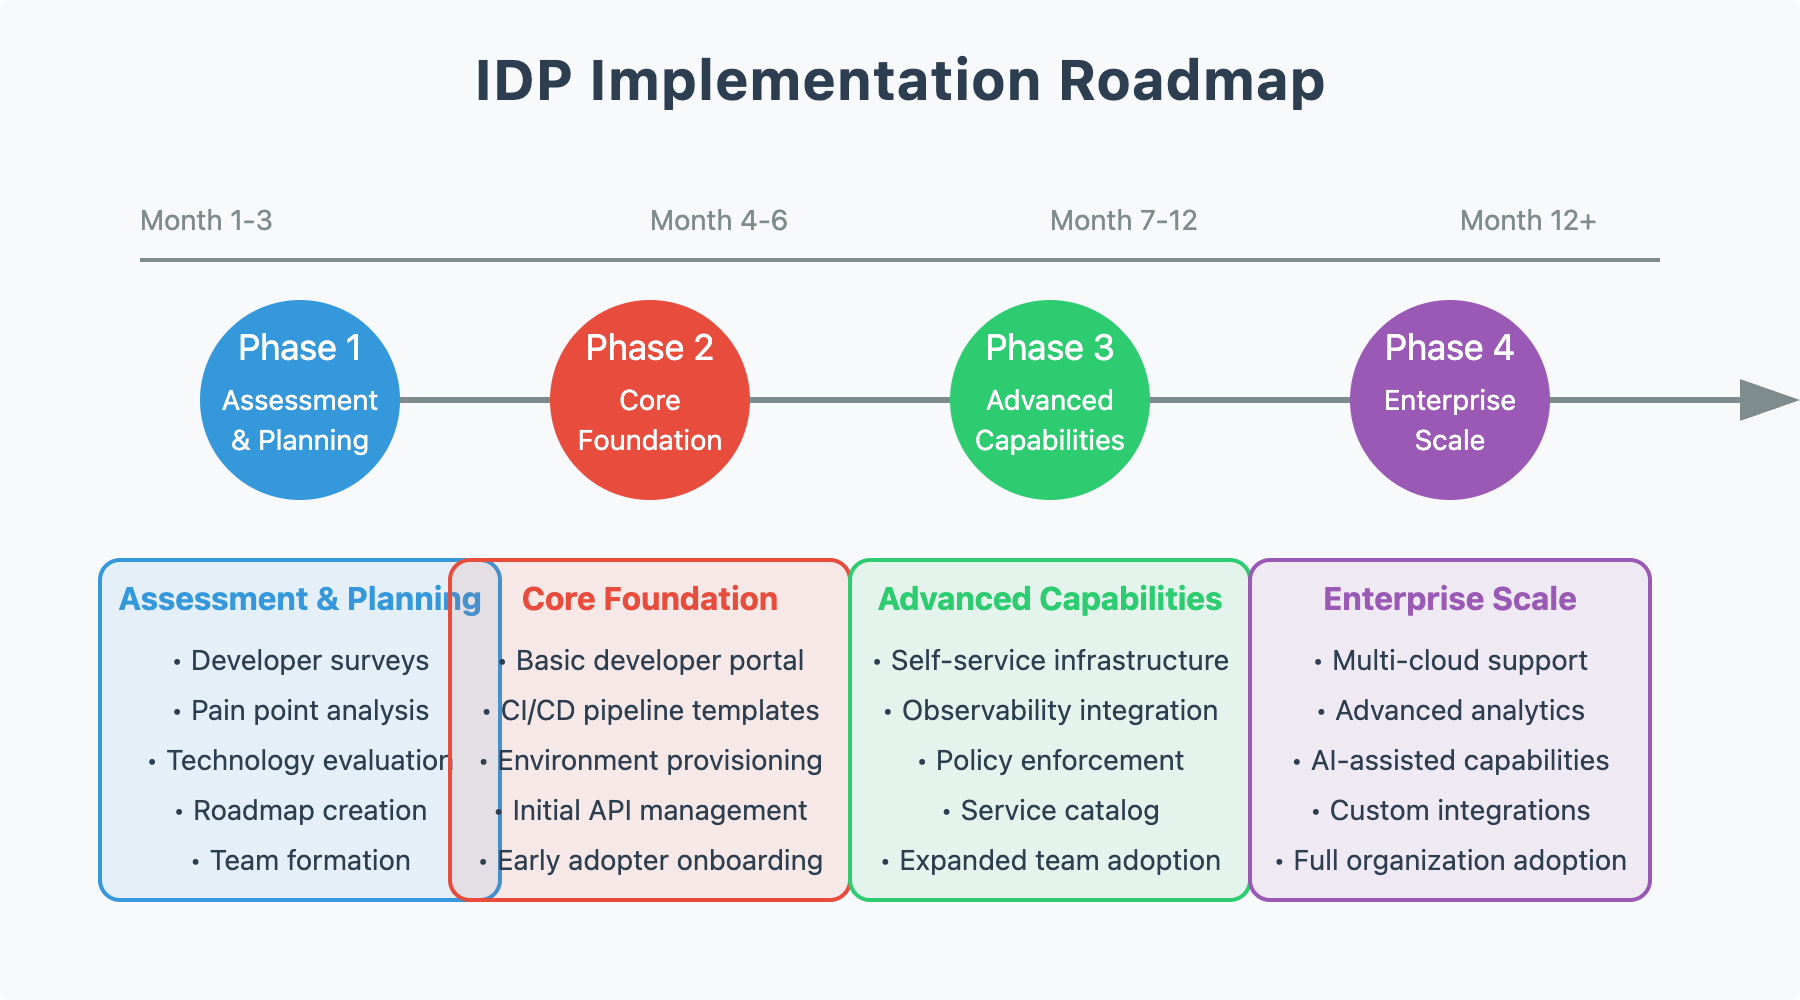 IDP Implementation Roadmap
Month 1-3
Month 4-6
Month 7-12
Month 12+
Phase 1
Assessment
& Planning
Phase 2
Core
Foundation
Phase 3
Advanced
Capabilities
Phase 4
Enterprise
Scale
Assessment & Planning
• Developer surveys
• Pain point analysis
• Technology evaluation
• Roadmap creation
• Team formation
Core Foundation
• Basic developer portal
• CI/CD pipeline templates
• Environment provisioning
• Initial API management
• Early adopter onboarding
Advanced Capabilities
• Self-service infrastructure
• Observability integration
• Policy enforcement
• Service catalog
• Expanded team adoption
Enterprise Scale
• Multi-cloud support
• Advanced analytics
• AI-assisted capabilities
• Custom integrations
• Full organization adoption